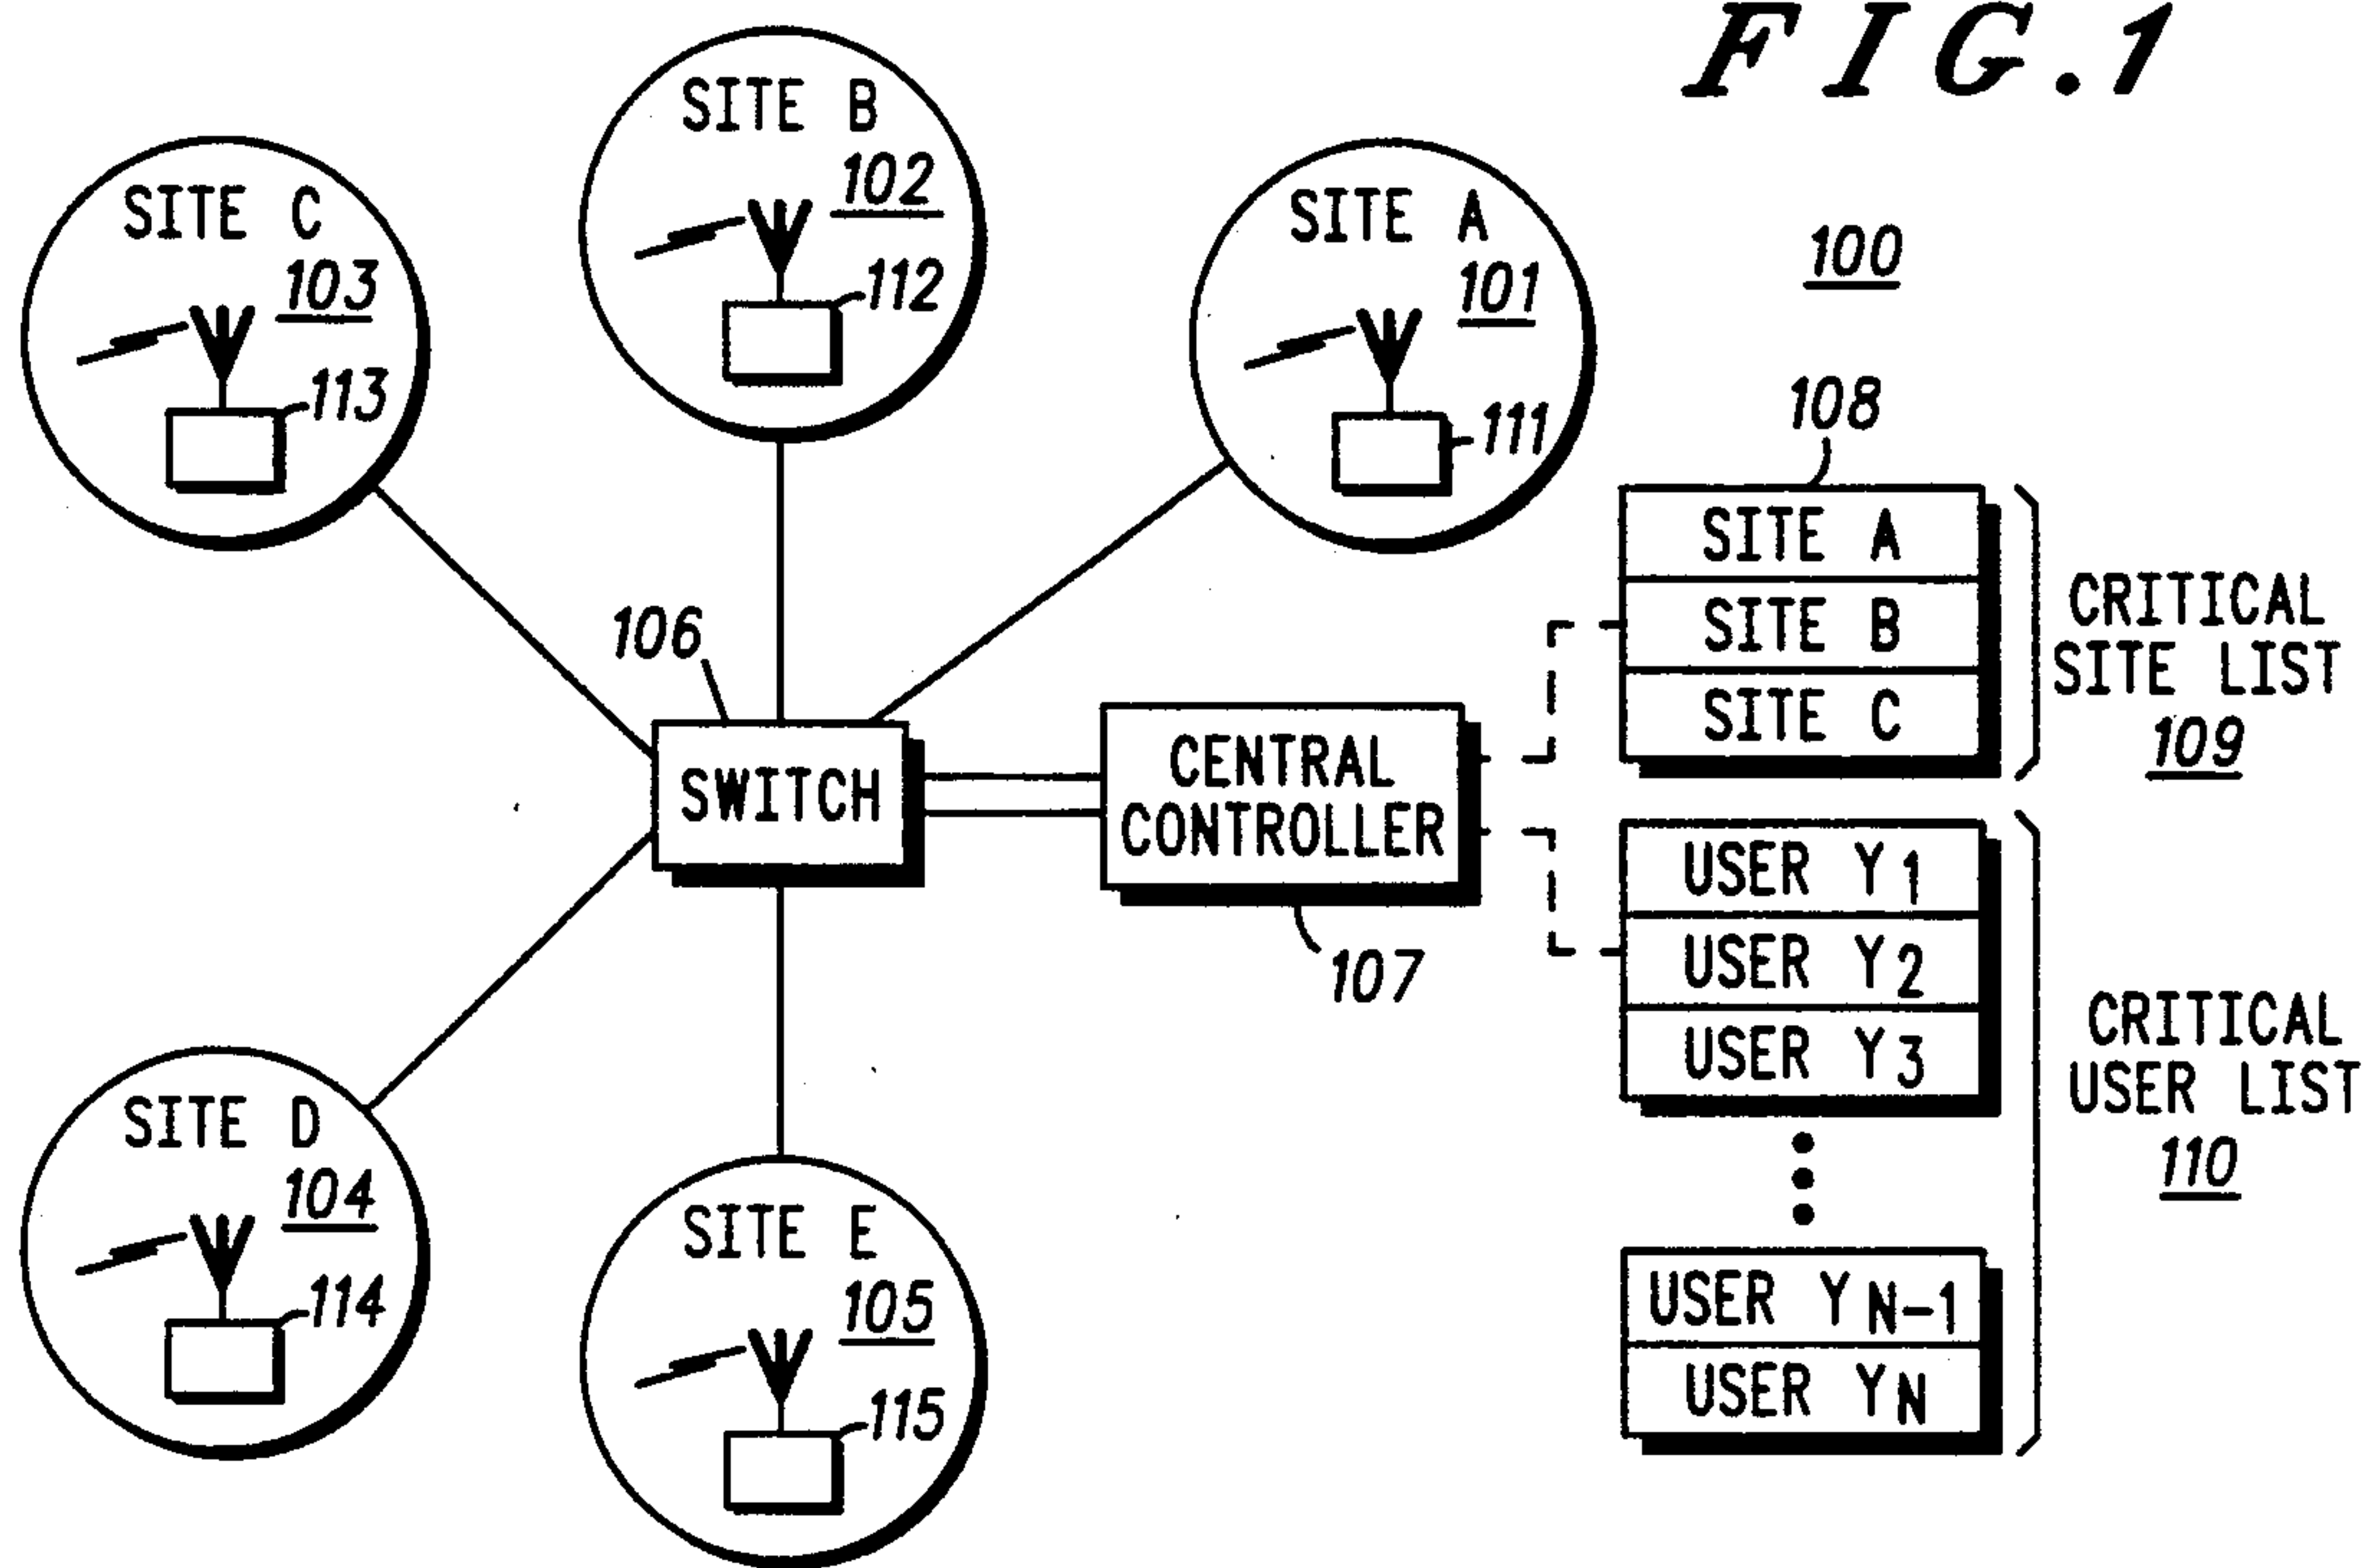 FIG.1
SITE B
102
112
SITE C
103
113
SITE A
101
111
100
108
SITE A
SITE B
SITE C
CRITICAL
SITE LIST
109
106
SWITCH
CENTRAL
CONTROLLER
107
USER Y1
USER Y2
USER Y3
USER YN-1
USER YN
CRITICAL
USER LIST
110
SITE D
104
114
SITE E
105
115